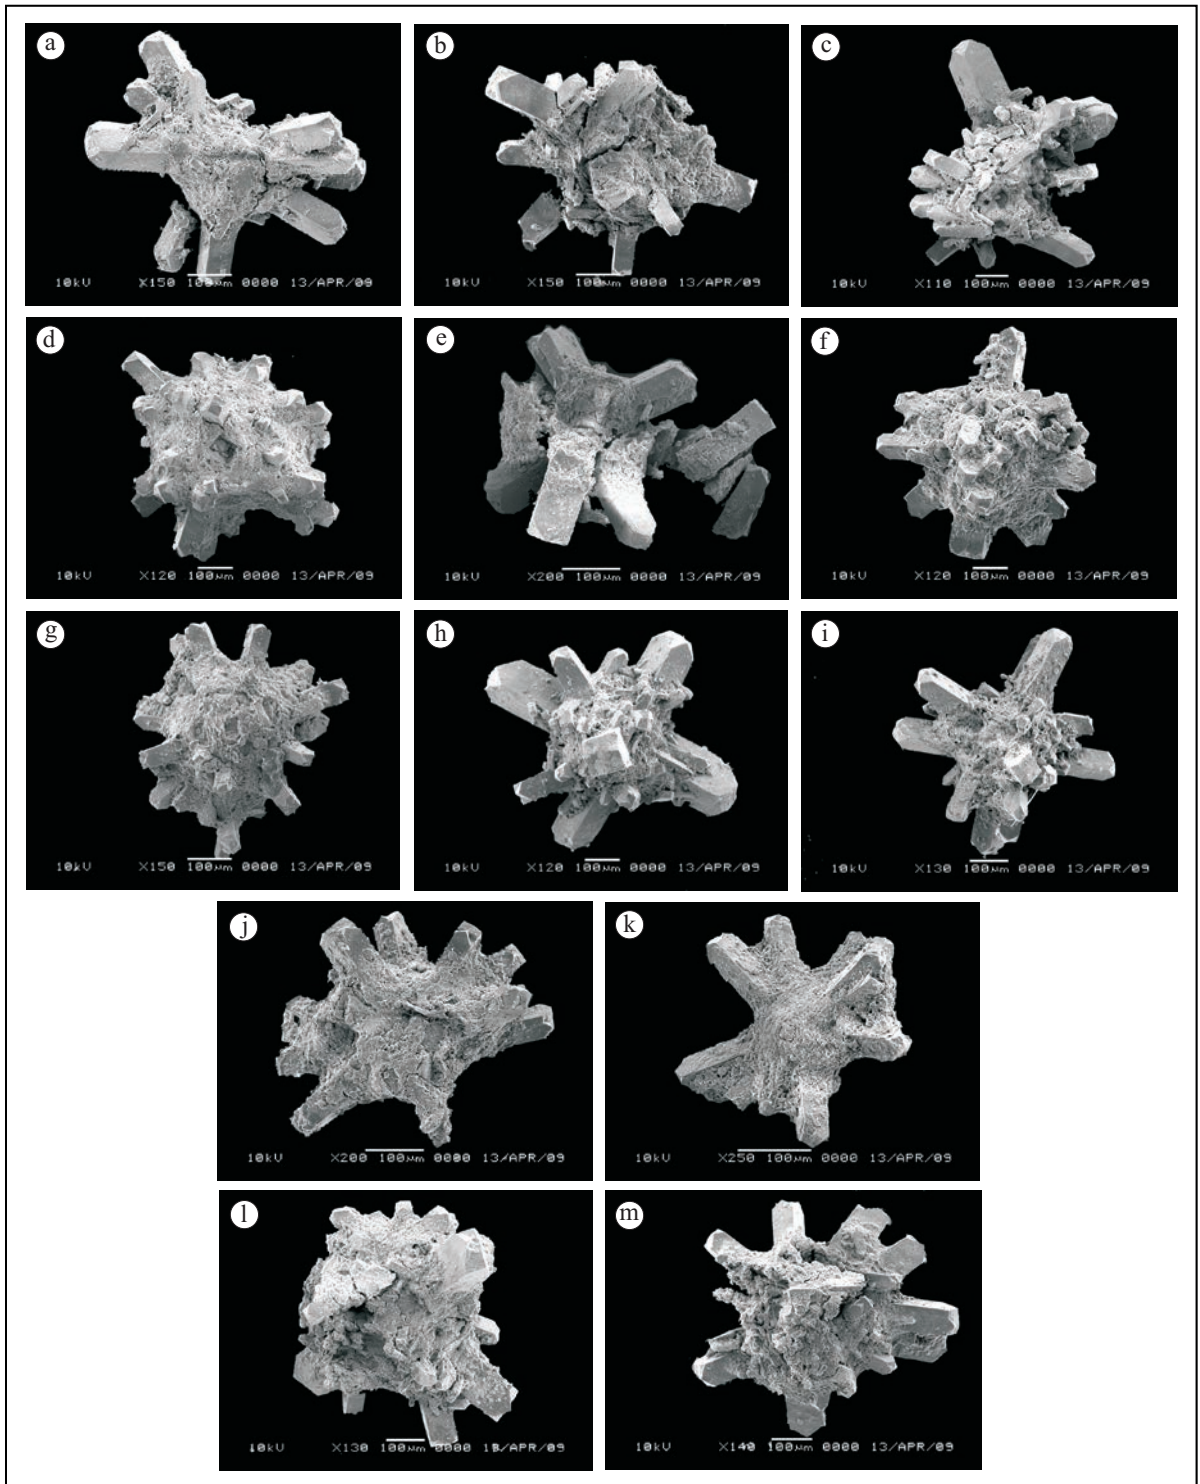 a
b
c
10kV X150 100µm 0000 13/APR/09
10kV X150 100µm 0000 13/APR/09
10kV X110 100µm 0000 13/APR/09
d
e
f
10kV X120 100µm 0000 13/APR/09
10kV X200 100µm 0000 13/APR/09
10kV X120 100µm 0000 13/APR/09
g
h
i
10kV X150 100µm 0000 13/APR/09
10kV X120 100µm 0000 13/APR/09
10kV X130 100µm 0000 13/APR/09
j
k
10kV X200 100µm 0000 13/APR/09
10kV X250 100µm 0000 13/APR/09
l
m
10kV X130 100µm 0000 13/APR/09
10kV X140 100µm 0000 13/APR/09